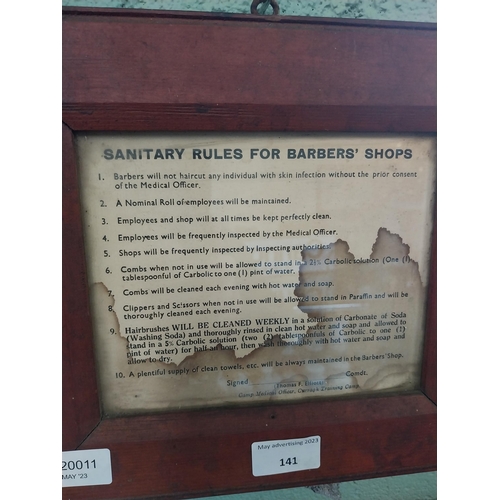 SANITARY RULES FOR BARBERS' SHOPS
1. Barbers will not haircut any individual with skin infection without the prior consent
of the Medical Officer.
2. A Nominal Roll of employees will be maintained.
3. Employees and shop will at all times be kept perfectly clean.
4. Employees will be frequently inspected by the Medical Officer.
5. Shops will be frequently inspected by Inspecting authorities.
6. Combs when not in use will be allowed to stand in a 2½% Carbolic solution (One (1)
tablespoonful of Carbolic to one (1) pint of water.
7. Combs will be cleaned each evening with hot water and soap.
8. Clippers and Scissors when not in use will be allowed to stand in Paraffin and will be
thoroughly cleaned each evening.
9. Hairbrushes WILL BE CLEANED WEEKLY in a solution of Carbonate of Soda
(Washing Soda) and thoroughly rinsed in clean hot water and soap and allowed to
stand in a 5% Carbolic solution (two (2) tablespoonfuls of Carbolic to one (1)
pint of water) for half an hour, then wash thoroughly with hot water and soap and
allow to dry.
10. A plentiful supply of clean towels, etc. will be always maintained in the Barbers' Shop.
Signed Thomas F. Comdt.
Camp Medical Officer, Curragh Training Camp.
20011
MAY '23
May advertising 2023
141